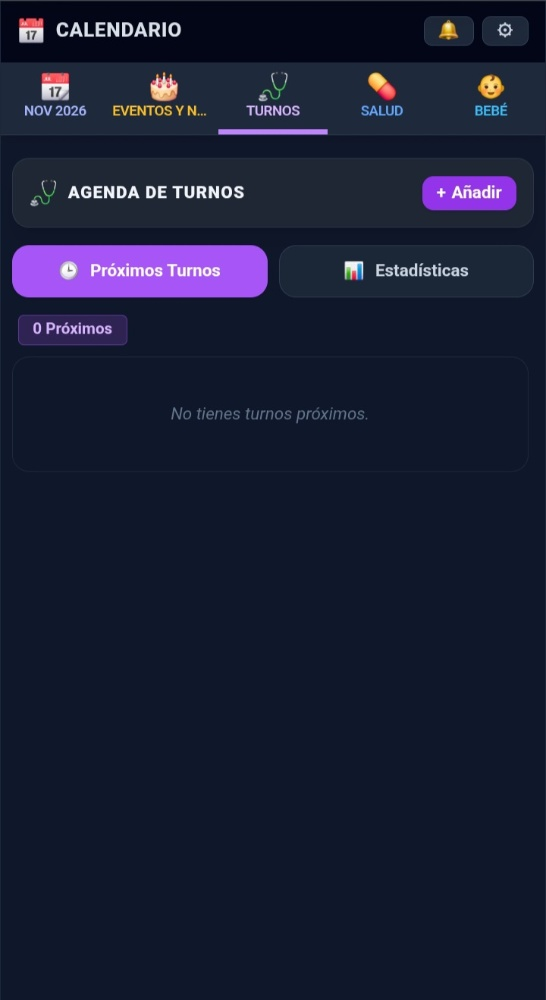 CALENDARIO
NOV 2026
EVENTOS Y N...
TURNOS
SALUD
BEBÉ
AGENDA DE TURNOS
+ Añadir
Próximos Turnos
Estadísticas
0 Próximos
No tienes turnos próximos.